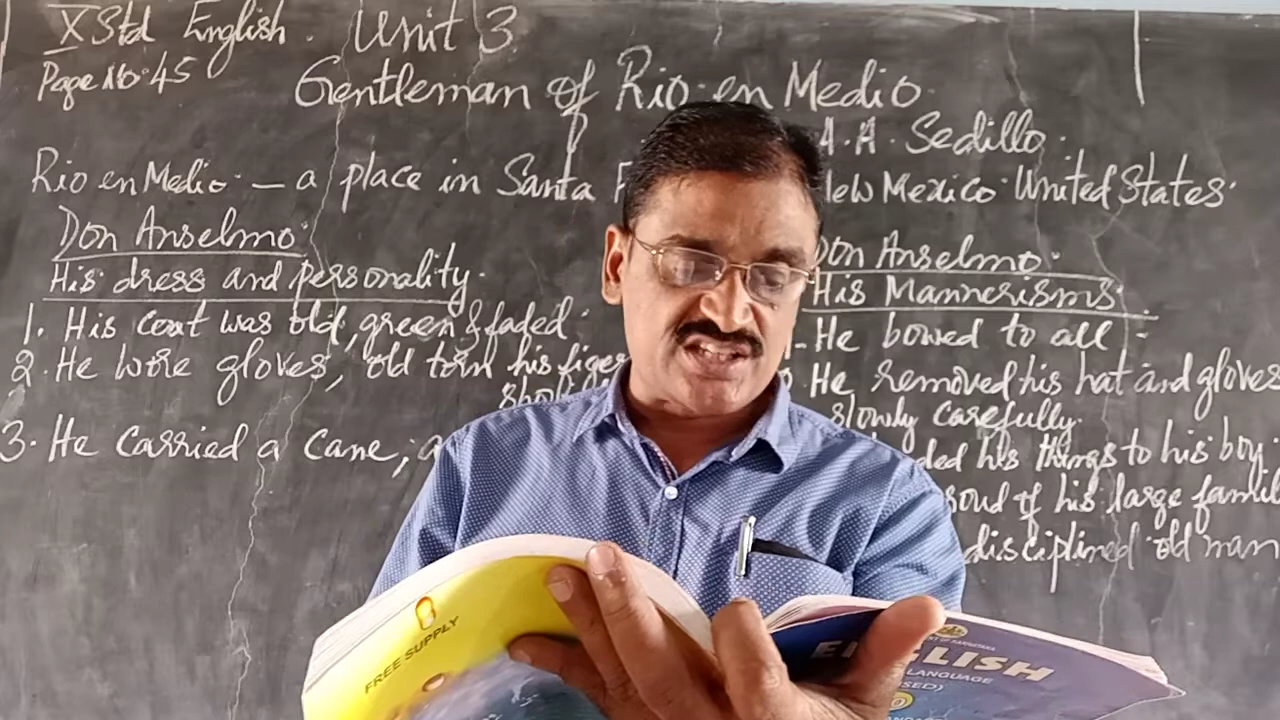 X Std English. Unit 3
Page No: 45
Gentleman of Rio en Medio
A.A. Sedillo.
Rio en Medio - a place in Santa New Mexico United States.
Don Anselmo.
His dress and personality.
1. His coat was old, green & faded.
2. He wore gloves, old torn his figer
3. He carried a cane, a
Don Anselmo.
His Mannerisms.
He bowed to all -
He removed his hat and gloves
slowly carefully.
his things to his boy.
of his large famil
disciplined old man
FREE SUPPLY
ENGLISH
LANGUAGE